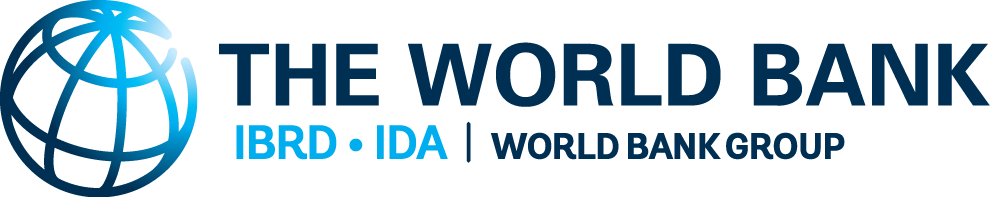 THE WORLD BANK
IBRD • IDA | WORLD BANK GROUP